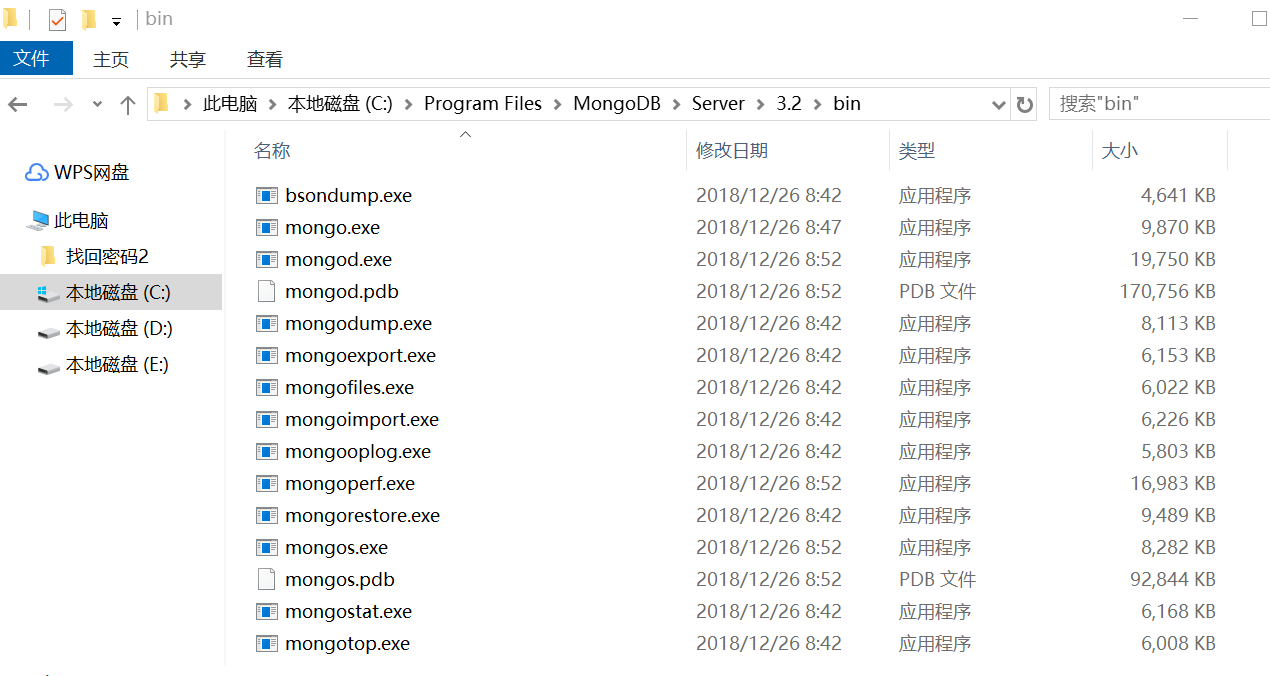 bin
文件 主页 共享 查看
此电脑 本地磁盘 (C:) Program Files MongoDB Server 3.2 bin 搜索"bin"
名称 修改日期 类型 大小
WPS网盘
此电脑
找回密码2
本地磁盘 (C:)
本地磁盘 (D:)
本地磁盘 (E:)
bsondump.exe 2018/12/26 8:42 应用程序 4,641 KB
mongo.exe 2018/12/26 8:47 应用程序 9,870 KB
mongod.exe 2018/12/26 8:52 应用程序 19,750 KB
mongod.pdb 2018/12/26 8:52 PDB 文件 170,756 KB
mongodump.exe 2018/12/26 8:42 应用程序 8,113 KB
mongoexport.exe 2018/12/26 8:42 应用程序 6,153 KB
mongofiles.exe 2018/12/26 8:42 应用程序 6,022 KB
mongoimport.exe 2018/12/26 8:42 应用程序 6,226 KB
mongooplog.exe 2018/12/26 8:42 应用程序 5,803 KB
mongoperf.exe 2018/12/26 8:52 应用程序 16,983 KB
mongorestore.exe 2018/12/26 8:42 应用程序 9,489 KB
mongos.exe 2018/12/26 8:52 应用程序 8,282 KB
mongos.pdb 2018/12/26 8:52 PDB 文件 92,844 KB
mongostat.exe 2018/12/26 8:42 应用程序 6,168 KB
mongotop.exe 2018/12/26 8:42 应用程序 6,008 KB